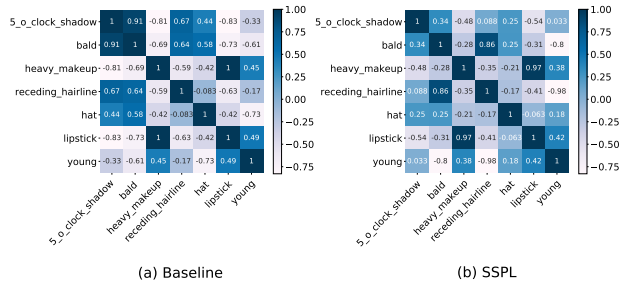 5_o_clock_shadow 1 0.91 -0.81 0.67 0.44 -0.83 -0.33
bald 0.91 1 -0.69 0.64 0.58 -0.73 -0.61
heavy_makeup -0.81 -0.69 1 -0.59 -0.42 1 0.45
receding_hairline 0.67 0.64 -0.59 1 -0.083 -0.63 -0.17
hat 0.44 0.58 -0.42 -0.083 1 -0.42 -0.73
lipstick -0.83 -0.73 1 -0.63 -0.42 1 0.49
young -0.33 -0.61 0.45 -0.17 -0.73 0.49 1
5_o_clock_shadow bald heavy_makeup receding_hairline hat lipstick young
1.00
0.75
0.50
0.25
0.00
-0.25
-0.50
-0.75
(a) Baseline
5_o_clock_shadow 1 0.34 -0.48 0.088 0.25 -0.54 0.033
bald 0.34 1 -0.28 0.86 0.25 -0.31 -0.8
heavy_makeup -0.48 -0.28 1 -0.35 -0.21 0.97 0.38
receding_hairline 0.088 0.86 -0.35 1 -0.17 -0.41 -0.98
hat 0.25 0.25 -0.21 -0.17 1 -0.063 0.18
lipstick -0.54 -0.31 0.97 -0.41 -0.063 1 0.42
young 0.033 -0.8 0.38 -0.98 0.18 0.42 1
5_o_clock_shadow bald heavy_makeup receding_hairline hat lipstick young
1.00
0.75
0.50
0.25
0.00
-0.25
-0.50
-0.75
(b) SSPL